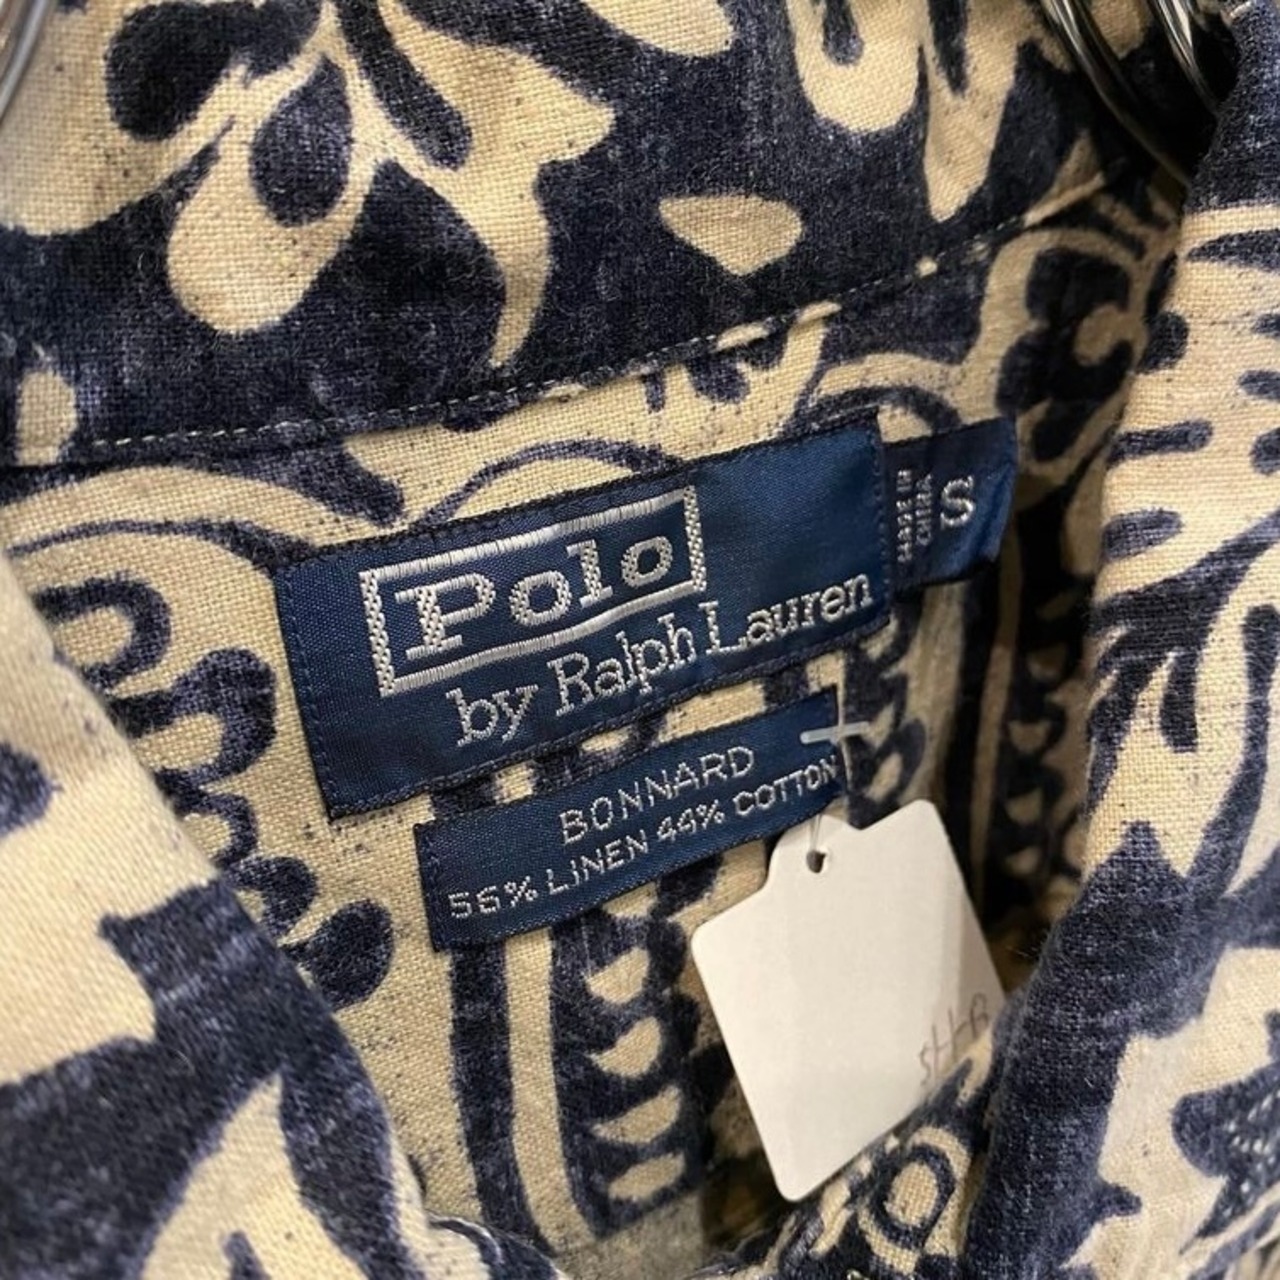 Polo
by Ralph Lauren
MADE IN
CHINA
S
BONNARD
56% LINEN 44% COTTON